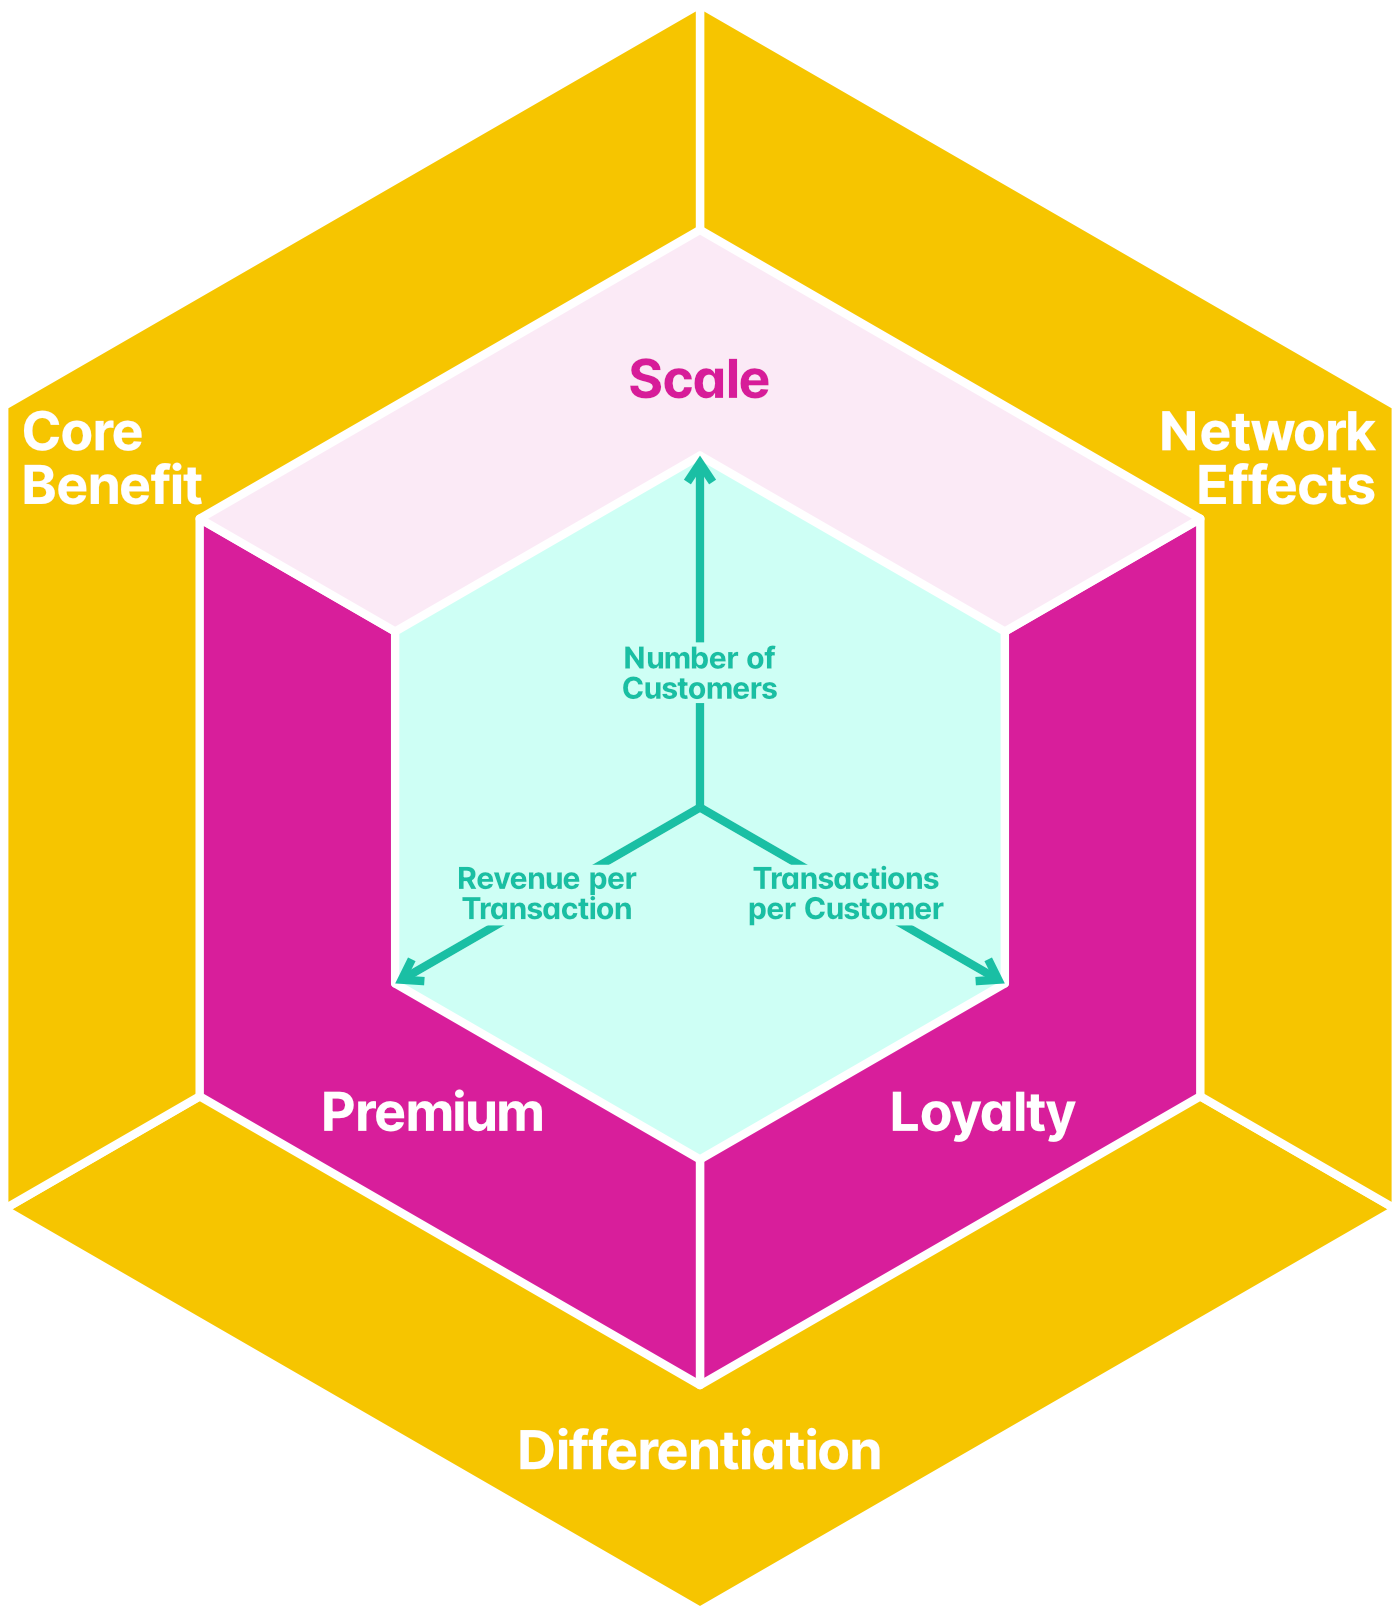 Scale
Core
Benefit
Network
Effects
Number of
Customers
Revenue per
Transaction
Transactions
per Customer
Premium
Loyalty
Differentiation